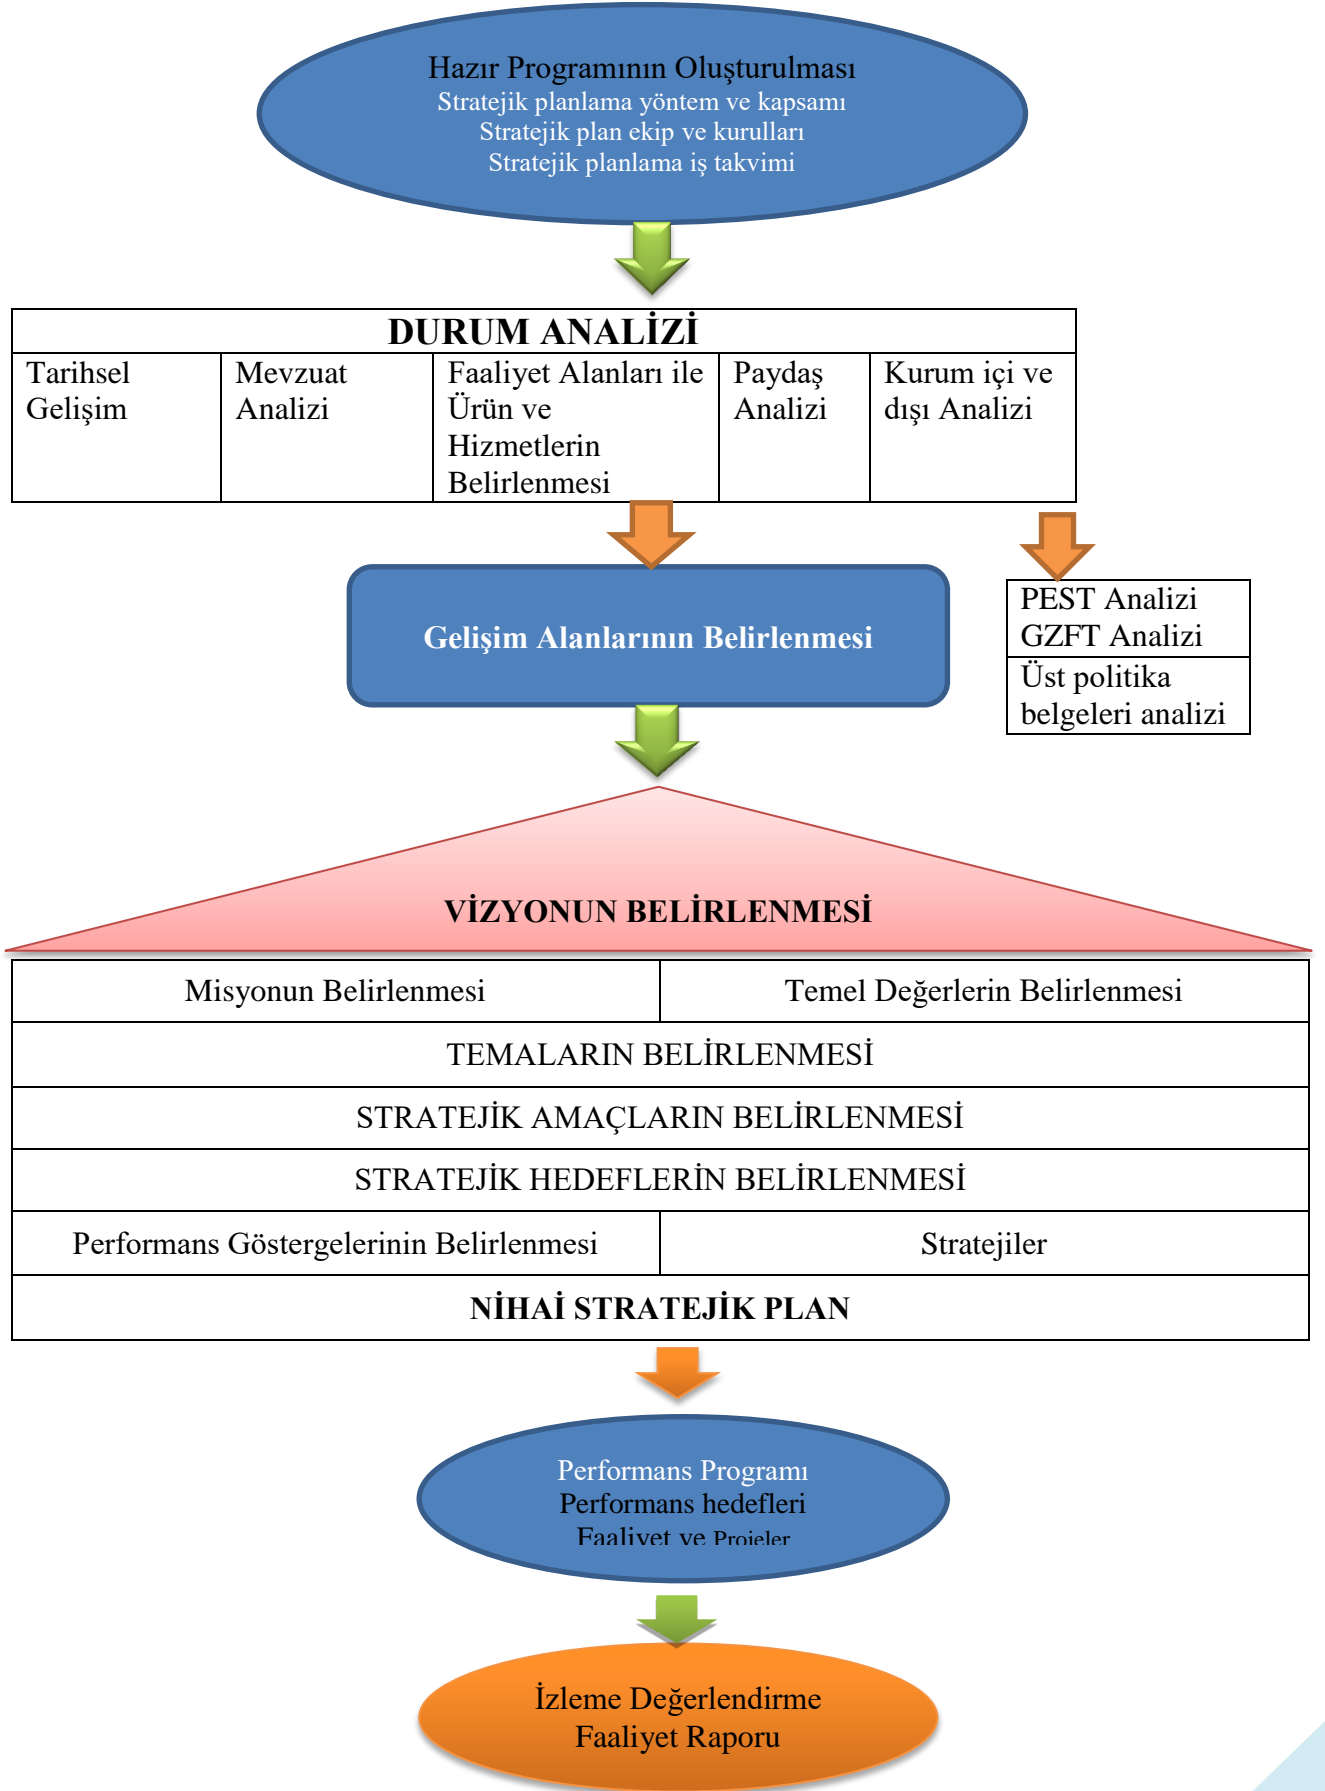 Hazır Programının Oluşturulması
Stratejik planlama yöntem ve kapsamı
Stratejik plan ekip ve kurulları
Stratejik planlama iş takvimi
DURUM ANALİZİ
Tarihsel
Gelişim
Mevzuat
Analizi
Faaliyet Alanları ile
Ürün ve
Hizmetlerin
Belirlenmesi
Paydaş
Analizi
Kurum içi ve
dışı Analizi
Gelişim Alanlarının Belirlenmesi
PEST Analizi
GZFT Analizi
Üst politika
belgeleri analizi
VİZYONUN BELİRLENMESİ
Misyonun Belirlenmesi
Temel Değerlerin Belirlenmesi
TEMALARIN BELİRLENMESİ
STRATEJİK AMAÇLARIN BELİRLENMESİ
STRATEJİK HEDEFLERİN BELİRLENMESİ
Performans Göstergelerinin Belirlenmesi
Stratejiler
NİHAİ STRATEJİK PLAN
Performans Programı
Performans hedefleri
Faaliyet ve Projeler
İzleme Değerlendirme
Faaliyet Raporu